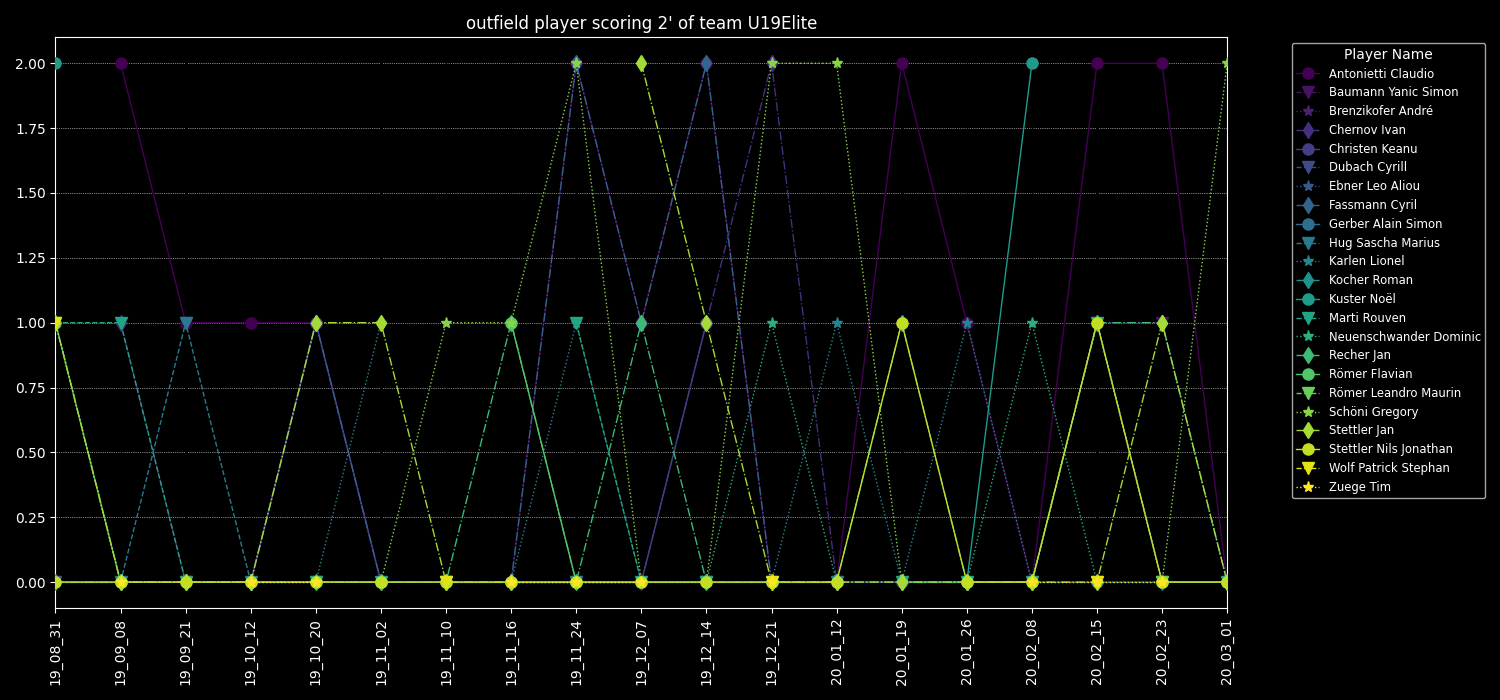 outfield player scoring 2' of team U19Elite
2.00
1.75
1.50
1.25
1.00
0.75
0.50
0.25
0.00
19_08_31
19_09_08
19_09_21
19_10_12
19_10_20
19_11_02
19_11_10
19_11_16
19_11_24
19_12_07
19_12_14
19_12_21
20_01_12
20_01_19
20_01_26
20_02_08
20_02_15
20_02_23
20_03_01
Player Name
Antonietti Claudio
Baumann Yanic Simon
Brenzikofer André
Chernov Ivan
Christen Keanu
Dubach Cyrill
Ebner Leo Aliou
Fassmann Cyril
Gerber Alain Simon
Hug Sascha Marius
Karlen Lionel
Kocher Roman
Kuster Noël
Marti Rouven
Neuenschwander Dominic
Recher Jan
Römer Flavian
Römer Leandro Maurin
Schöni Gregory
Stettler Jan
Stettler Nils Jonathan
Wolf Patrick Stephan
Zuege Tim